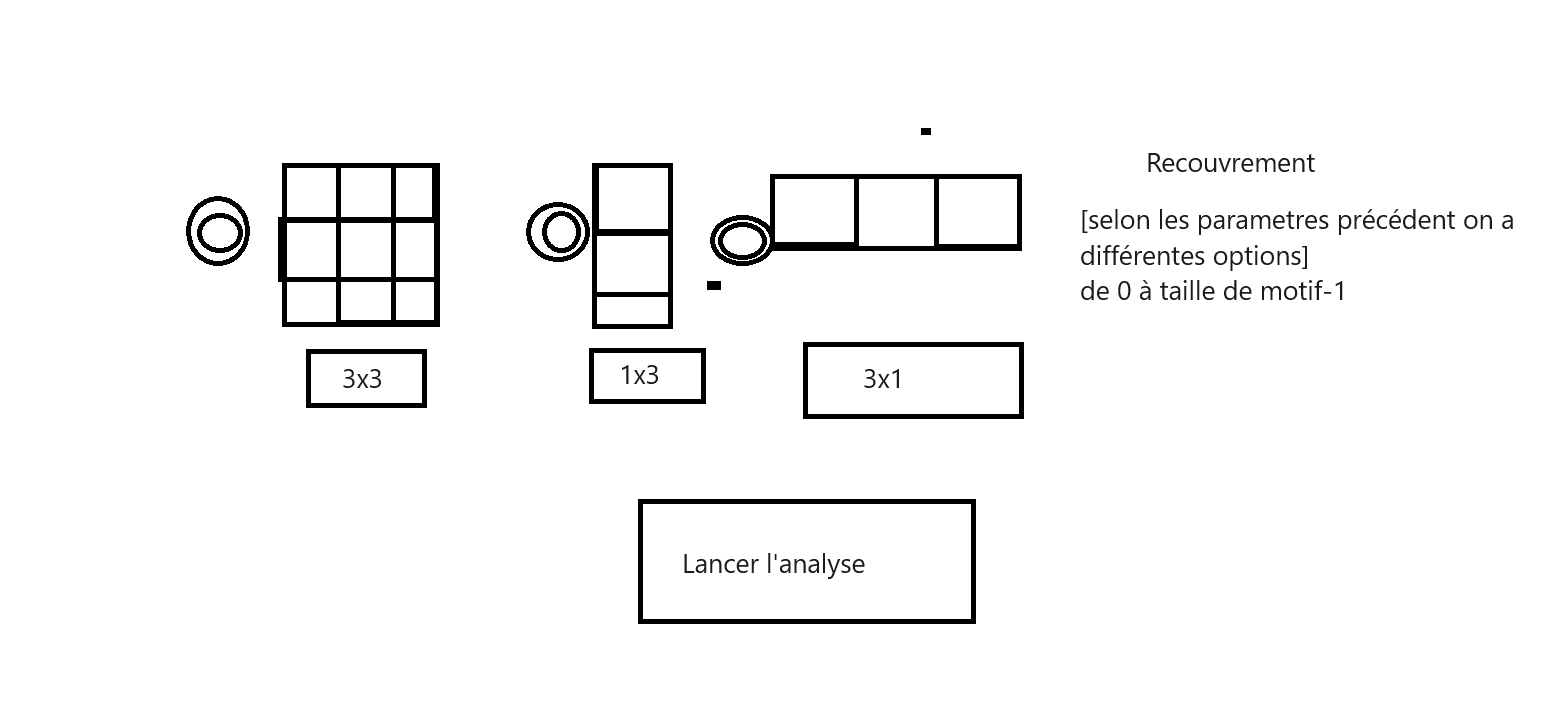 Recouvrement
[selon les parametres précédent on a
différentes options]
de 0 à taille de motif-1
3x3
1x3
3x1
Lancer l'analyse